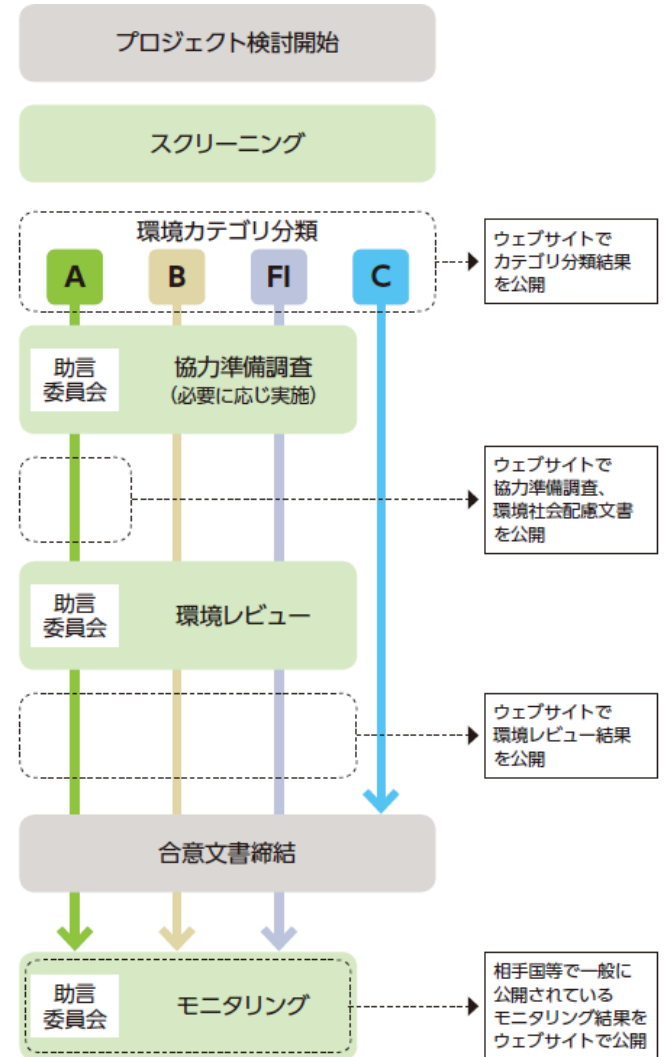 プロジェクト検討開始
スクリーニング
環境カテゴリ分類
A
B
FI
C
ウェブサイトで
カテゴリ分類結果
を公開
助言
委員会
協力準備調査
（必要に応じ実施）
ウェブサイトで
協力準備調査、
環境社会配慮文書
を公開
助言
委員会
環境レビュー
ウェブサイトで
環境レビュー結果
を公開
合意文書締結
助言
委員会
モニタリング
相手国等で一般に
公開されている
モニタリング結果を
ウェブサイトで公開